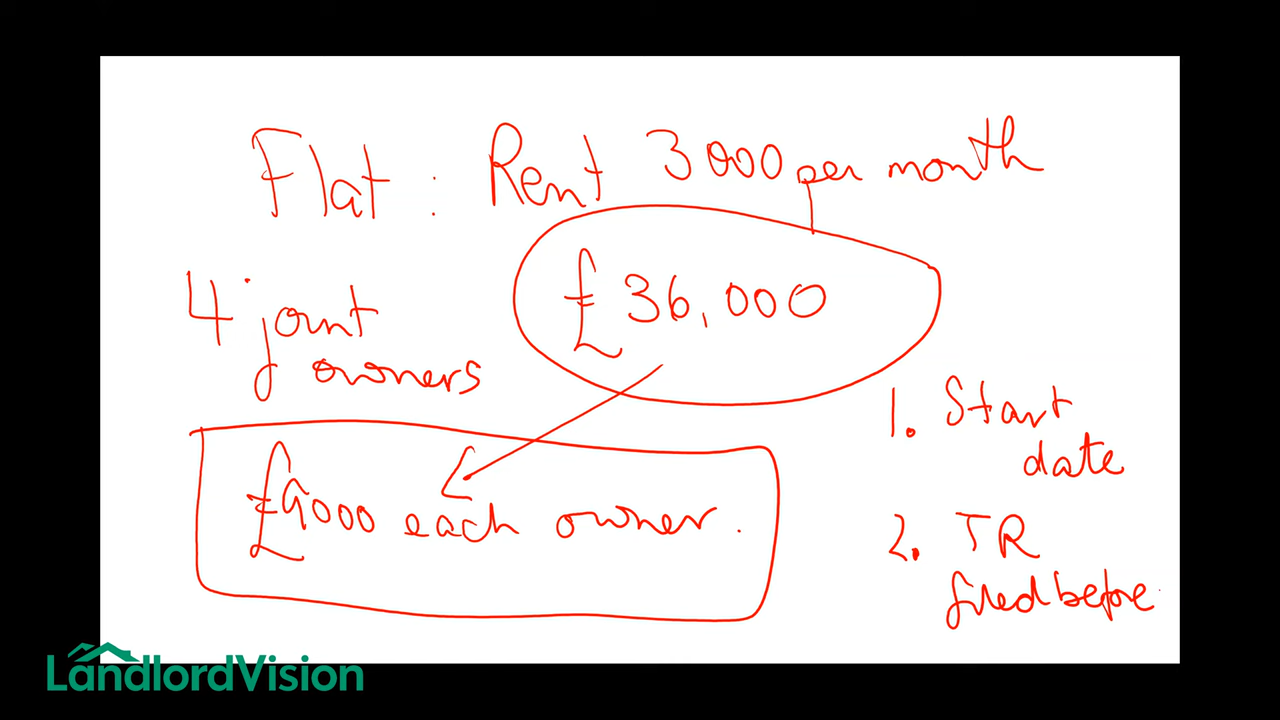 Flat : Rent 3000 per month
£36,000
4 joint
owners
£9000 each owner.
1. Start
date
2. TR
filed before
LandlordVision